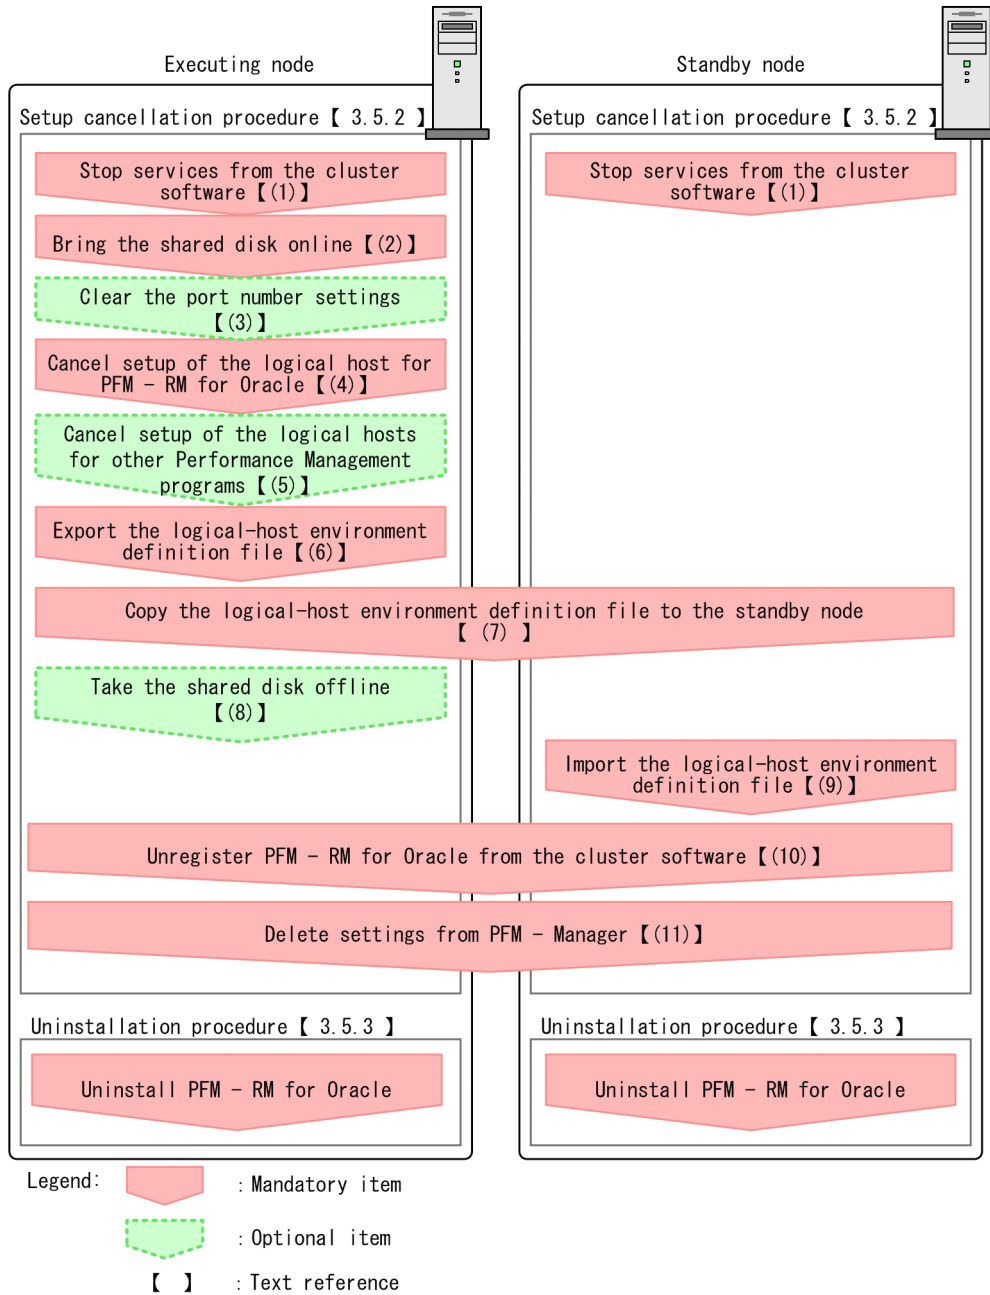 Executing node
Standby node
Setup cancellation procedure【 3.5.2 】
Setup cancellation procedure【 3.5.2 】
Stop services from the cluster
software【(1)】
Stop services from the cluster
software【(1)】
Bring the shared disk online【(2)】
Clear the port number settings
【(3)】
Cancel setup of the logical host for
PFM - RM for Oracle【(4)】
Cancel setup of the logical hosts
for other Performance Management
programs【(5)】
Export the logical-host environment
definition file【(6)】
Copy the logical-host environment definition file to the standby node
【 (7) 】
Take the shared disk offline
【(8)】
Import the logical-host environment
definition file【(9)】
Unregister PFM - RM for Oracle from the cluster software【(10)】
Delete settings from PFM - Manager【(11)】
Uninstallation procedure【 3.5.3 】
Uninstallation procedure【 3.5.3 】
Uninstall PFM - RM for Oracle
Uninstall PFM - RM for Oracle
Legend:
: Mandatory item
: Optional item
【 】 : Text reference